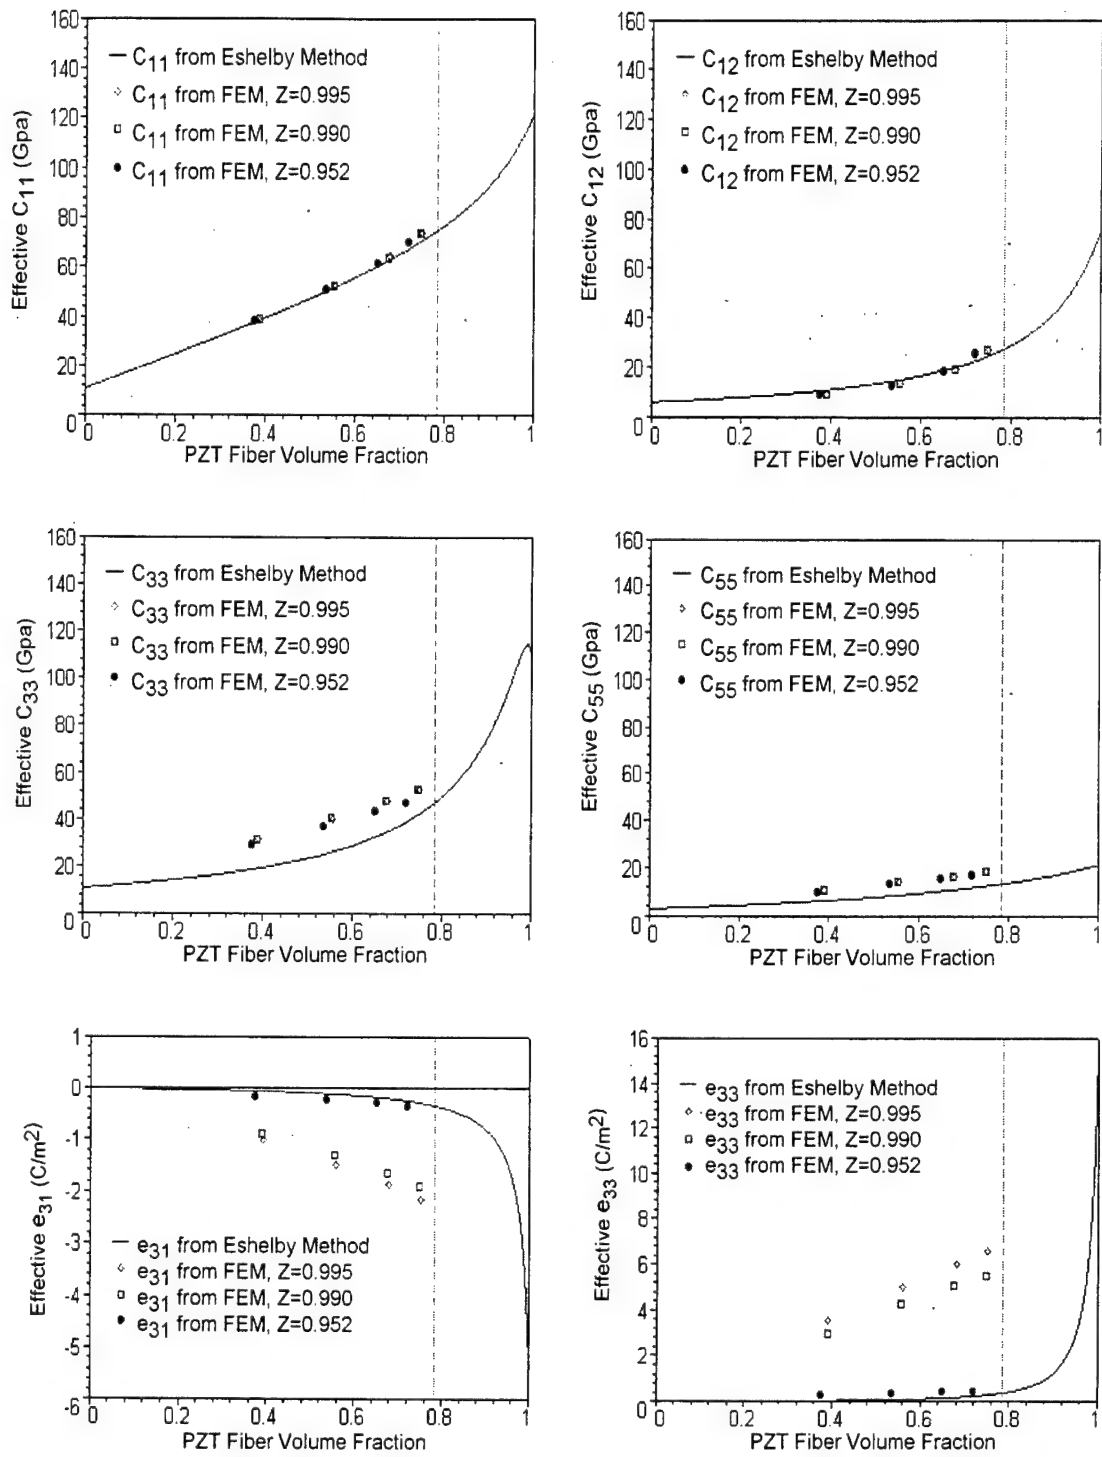 160
140
120
100
80
60
40
20
0
Effective C11 (Gpa)
C11 from Eshelby Method
C11 from FEM, Z=0.995
C11 from FEM, Z=0.990
C11 from FEM, Z=0.952
0 0.2 0.4 0.6 0.8 1
PZT Fiber Volume Fraction
160
140
120
100
80
60
40
20
0
Effective C12 (Gpa)
C12 from Eshelby Method
C12 from FEM, Z=0.995
C12 from FEM, Z=0.990
C12 from FEM, Z=0.952
0 0.2 0.4 0.6 0.8 1
PZT Fiber Volume Fraction
160
140
120
100
80
60
40
20
0
Effective C33 (Gpa)
C33 from Eshelby Method
C33 from FEM, Z=0.995
C33 from FEM, Z=0.990
C33 from FEM, Z=0.952
0 0.2 0.4 0.6 0.8 1
PZT Fiber Volume Fraction
160
140
120
100
80
60
40
20
0
Effective C55 (Gpa)
C55 from Eshelby Method
C55 from FEM, Z=0.995
C55 from FEM, Z=0.990
C55 from FEM, Z=0.952
0 0.2 0.4 0.6 0.8 1
PZT Fiber Volume Fraction
1
0
-1
-2
-3
-4
-5
-6
Effective e31 (C/m2)
e31 from Eshelby Method
e31 from FEM, Z=0.995
e31 from FEM, Z=0.990
e31 from FEM, Z=0.952
0 0.2 0.4 0.6 0.8 1
PZT Fiber Volume Fraction
16
14
12
10
8
6
4
2
0
Effective e33 (C/m2)
e33 from Eshelby Method
e33 from FEM, Z=0.995
e33 from FEM, Z=0.990
e33 from FEM, Z=0.952
0 0.2 0.4 0.6 0.8 1
PZT Fiber Volume Fraction